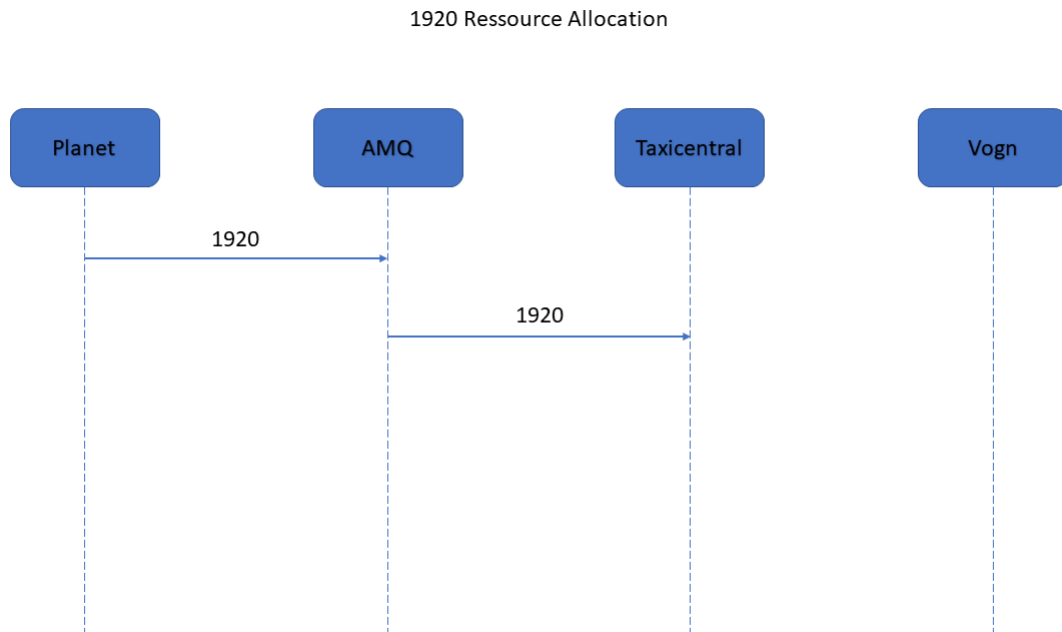 1920 Ressource Allocation
Planet
AMQ
Taxicentral
Vogn
1920
1920